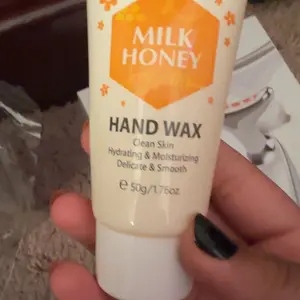 MILK
HONEY
HAND WAX
Clean Skin
Hydrating & Moisturizing
Delicate & Smooth
℮ 50g/1.76oz.